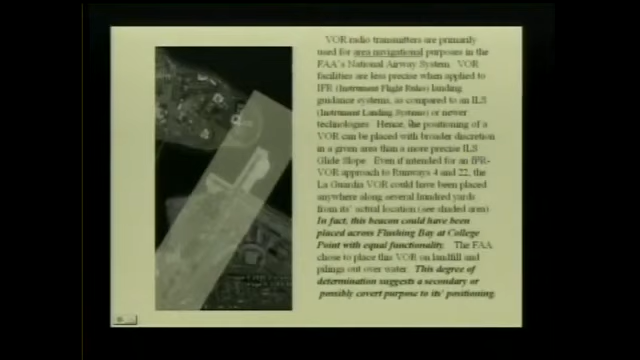 VOR radio transmitters are primarily
used for area navigational purposes in the
FAA's National Airway System. VOR
facilities are less precise when applied to
IFR (Instrument Flight Rules) landing
guidance systems, as compared to an ILS
(Instrument Landing Systems) or newer
technologies. Hence, the positioning of a
VOR can be placed with broader discretion
in a given area than a more precise ILS
Glide Slope. Even if intended for an IFR-
VOR approach to Runways 4 and 22, the
La Guardia VOR could have been placed
anywhere along several hundred yards
from its' actual location (see shaded area)
In fact, this beacon could have been
placed across Flushing Bay at College
Point with equal functionality. The FAA
chose to place this VOR on landfill and
pilings out over water. This degree of
determination suggests a secondary or
possibly covert purpose to its' positioning.